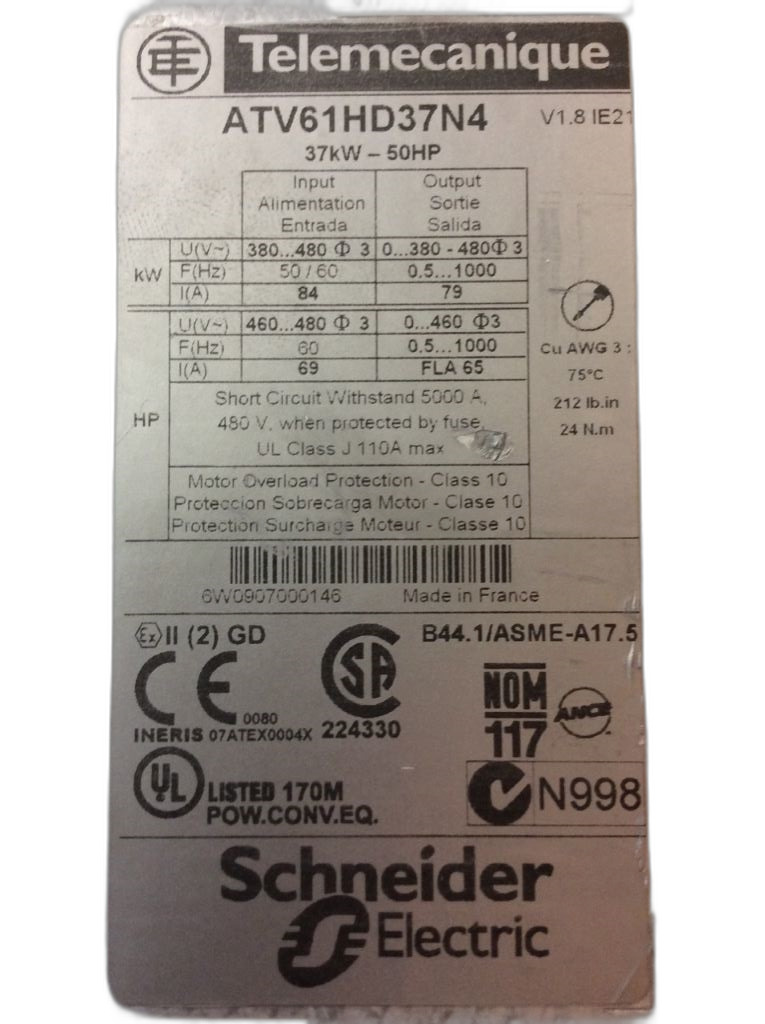 Telemecanique
ATV61HD37N4 V1.8 IE21
37kW – 50HP
Input Output
Alimentation Sortie
Entrada Salida
kW
U(V~) 380...480 Φ 3 0...380 - 480Φ 3
F(Hz) 50 / 60 0.5...1000
I(A) 84 79
HP
U(V~) 460...480 Φ 3 0...460 Φ3
F(Hz) 60 0.5...1000
I(A) 69 FLA 65
Short Circuit Withstand 5000 A,
480 V, when protected by fuse,
UL Class J 110A max
Motor Overload Protection - Class 10
Proteccion Sobrecarga Motor - Clase 10
Protection Surcharge Moteur - Classe 10
Cu AWG 3 :
75°C
212 lb.in
24 N.m
6W0907000146 Made in France
Ex II (2) GD
CE 0080
INERIS 07ATEX0004X
SA
224330
B44.1/ASME-A17.5
NOM
117
ANCE
UL LISTED 170M
POW.CONV.EQ.
N998
Schneider
Electric